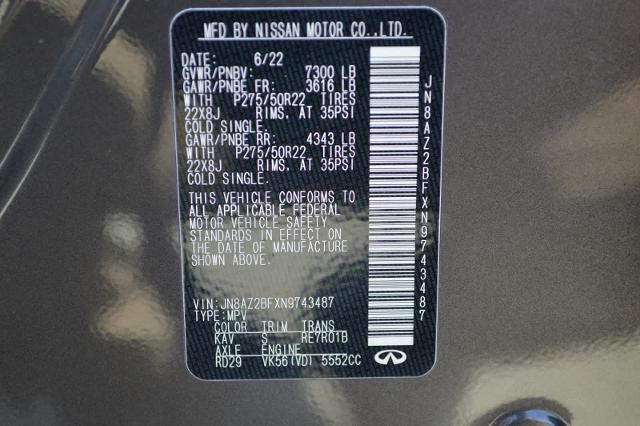 MFD BY NISSAN MOTOR CO.,LTD.
DATE: 6/22
GVWR/PNBV: 7300 LB
GAWR/PNBE FR: 3616 LB
WITH P275/50R22 TIRES
22X8J RIMS, AT 35PSI
COLD SINGLE.
GAWR/PNBE RR: 4343 LB
WITH P275/50R22 TIRES
22X8J RIMS, AT 35PSI
COLD SINGLE.
THIS VEHICLE CONFORMS TO
ALL APPLICABLE FEDERAL
MOTOR VEHICLE SAFETY
STANDARDS IN EFFECT ON
THE DATE OF MANUFACTURE
SHOWN ABOVE.
VIN:JN8AZ2BFXN9743487
TYPE:MPV
COLOR TRIM TRANS
KAV S RE7R01B
AXLE ENGINE
RD29 VK56(VD) 5552CC
JN8AZ2BFXN9743487